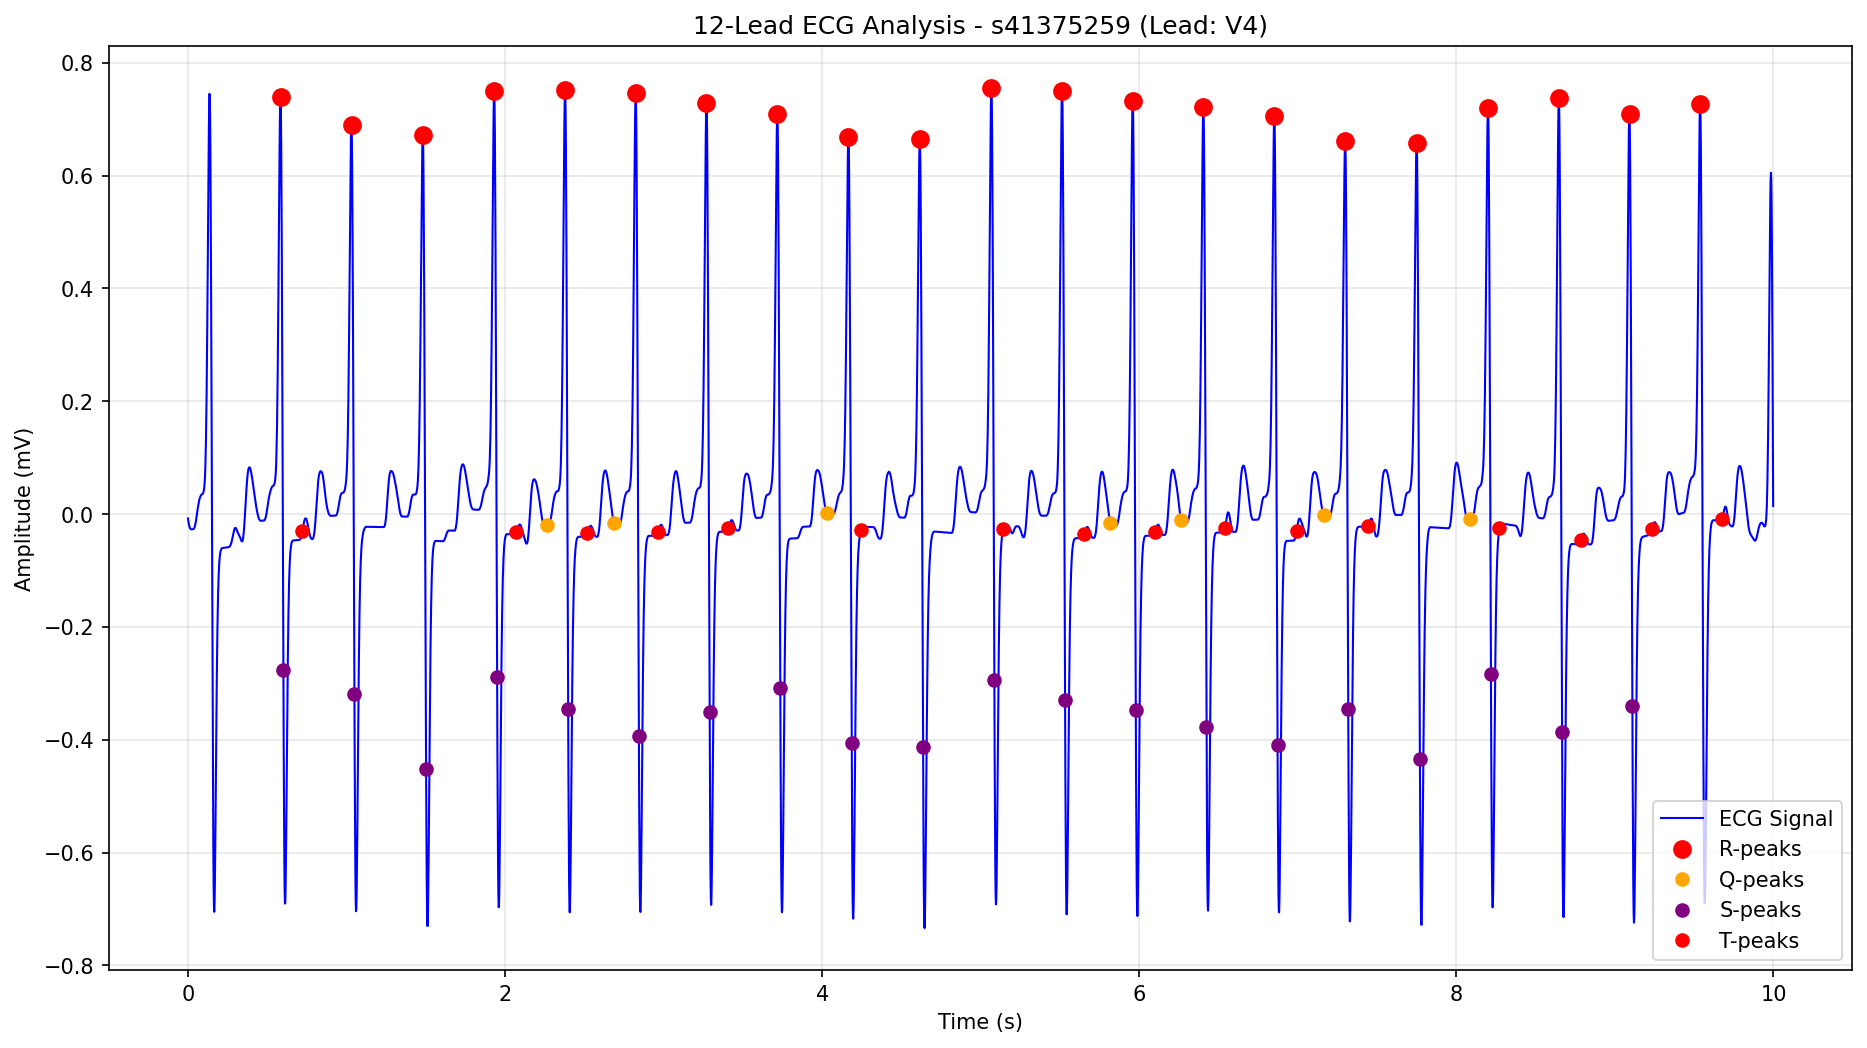 12-Lead ECG Analysis - s41375259 (Lead: V4)
Amplitude (mV)
0.8
0.6
0.4
0.2
0.0
−0.2
−0.4
−0.6
−0.8
0 2 4 6 8 10
Time (s)
ECG Signal
R-peaks
Q-peaks
S-peaks
T-peaks